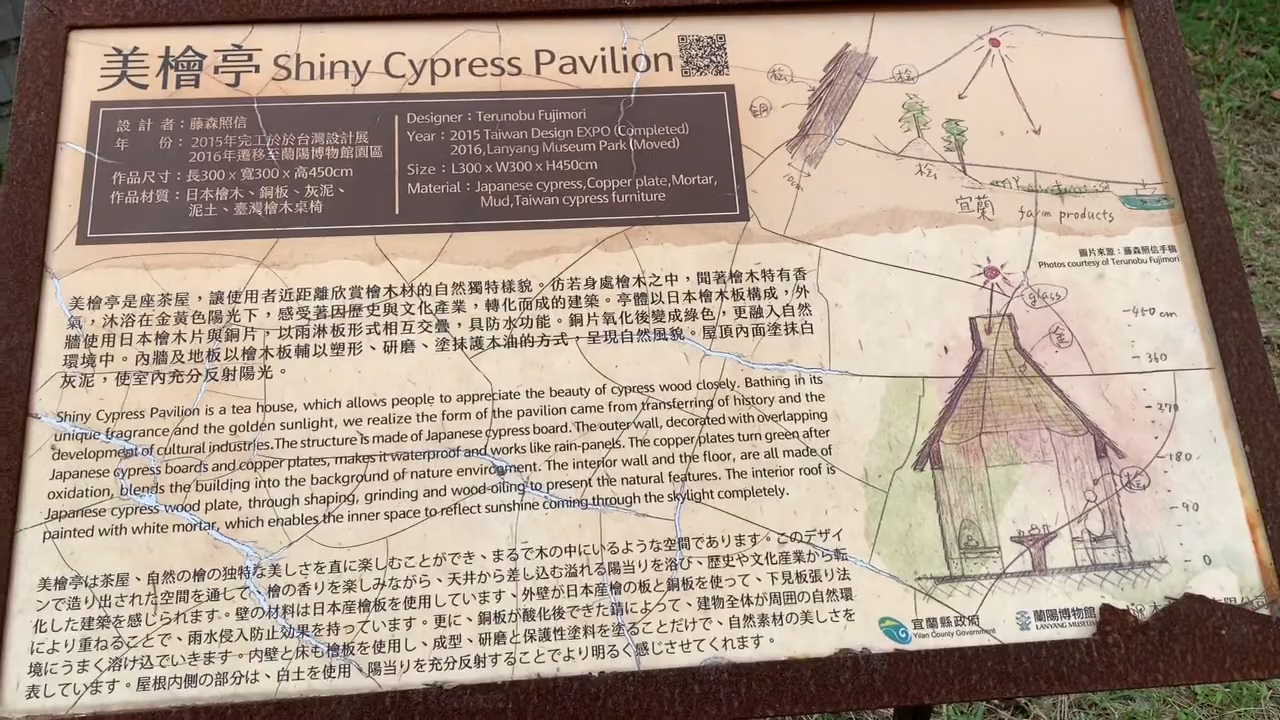 美檜亭 Shiny Cypress Pavilion
設計者：藤森照信
年　份：2015年完工於於台灣設計展
2016年遷移至蘭陽博物館園區
作品尺寸：長300 x 寬300 x 高450cm
作品材質：日本檜木、銅板、灰泥、
泥土、臺灣檜木桌椅
Designer：Terunobu Fujimori
Year：2015 Taiwan Design EXPO (Completed)
2016,Lanyang Museum Park (Moved)
Size：L300 x W300 x H450cm
Material：Japanese cypress,Copper plate,Mortar,
Mud,Taiwan cypress furniture
美檜亭是座茶屋，讓使用者近距離欣賞檜木材的自然獨特樣貌。仿若身處檜木之中，聞著檜木特有香
氣，沐浴在金黃色陽光下，感受著因歷史與文化產業，轉化而成的建築。亭體以日本檜木板構成，外
牆使用日本檜木片與銅片，以雨淋板形式相互交疊，具防水功能。銅片氧化後變成綠色，更融入自然
環境中。內牆及地板以檜木板輔以塑形、研磨、塗抹護木油的方式，呈現自然風貌。屋頂內面塗抹白
灰泥，使室內充分反射陽光。
Shiny Cypress Pavilion is a tea house, which allows people to appreciate the beauty of cypress wood closely. Bathing in its
unique fragrance and the golden sunlight, we realize the form of the pavilion came from transferring of history and the
development of cultural industries.The structure is made of Japanese cypress board. The outer wall, decorated with overlapping
Japanese cypress boards and copper plates, makes it waterproof and works like rain-panels. The copper plates turn green after
oxidation, blends the building into the background of nature environment. The interior wall and the floor, are all made of
Japanese cypress wood plate, through shaping, grinding and wood-oiling to present the natural features. The interior roof is
painted with white mortar, which enables the inner space to reflect sunshine coming through the skylight completely.
美檜亭は茶屋、自然の檜の独特な美しさを直に楽しむことができ、まるで木の中にいるような空間であります。このデザイ
ンで造り出された空間を通して、檜の香りを楽しみながら、天井から差し込む溢れる陽当りを浴び、歴史や文化産業から転
化した建築を感じられます。壁の材料は日本産檜板を使用しています、外壁が日本産檜の板と銅板を使って、下見板張り法
により重ねることで、雨水侵入防止効果を持っています。更に、銅板が酸化後できた錆によって、建物全体が周囲の自然環
境にうまく溶け込でいきます。内壁と床も檜板を使用し、成型、研磨と保護性塗料を塗ることだけで、自然素材の美しさを
表しています。屋根内側の部分は、白土を使用、陽当りを充分反射することでより明るく感じさせてくれます。
桧
桧
銅
10cm
桧
宜蘭
farm products
圖片來源：藤森照信手稿
Photos courtesy of Terunobu Fujimori
glass
450 cm
360
270
180
桧
90
0
宜蘭縣政府
Yilan County Government
蘭陽博物館
LANYANG MUSEUM